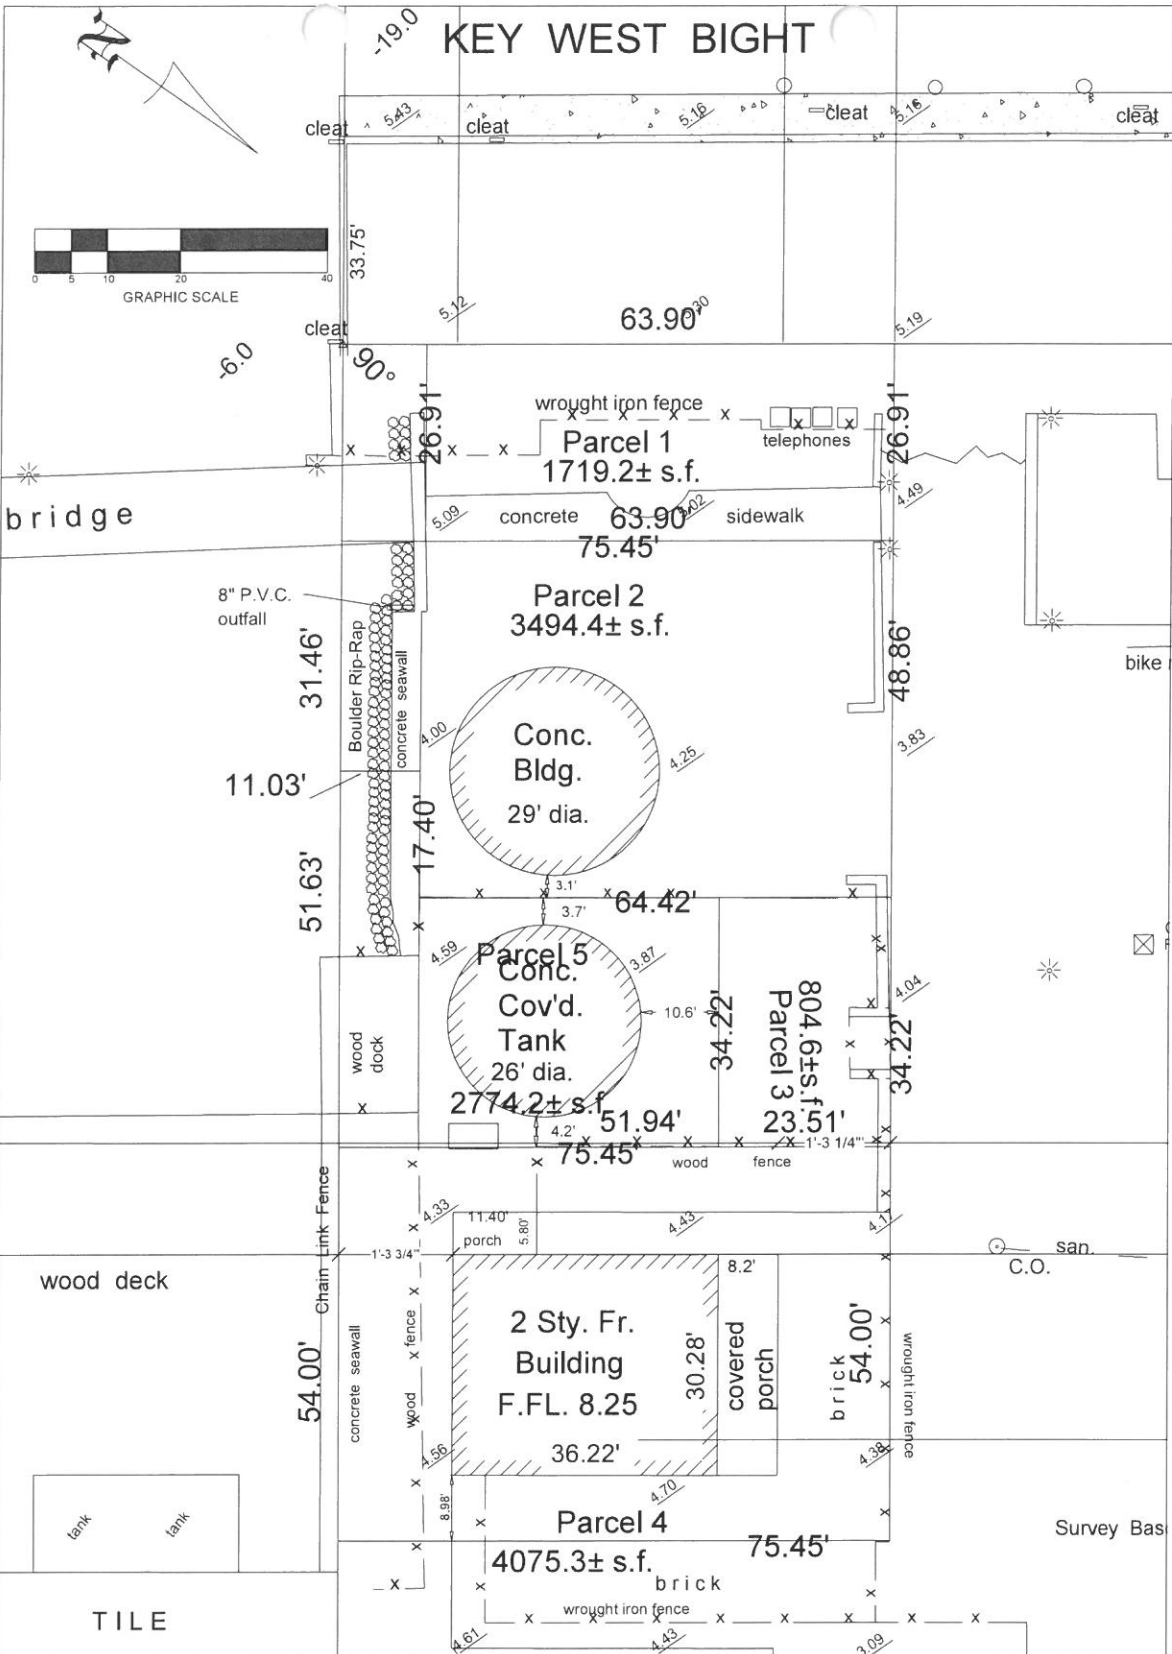 N
-19.0
KEY WEST BIGHT
cleat
5.43
cleat
5.16
cleat
5.16
cleat
33.75'
0 5 10 20 40
GRAPHIC SCALE
5.12
63.90'
5.30
5.19
cleat
-6.0
90°
26.91'
wrought iron fence
telephones
26.91'
Parcel 1
1719.2± s.f.
4.49
bridge
5.09
concrete
63.90'
5.02
sidewalk
75.45'
8" P.V.C.
outfall
Parcel 2
3494.4± s.f.
31.46'
Boulder Rip-Rap
concrete seawall
48.86'
bike
4.00
Conc.
Bldg.
29' dia.
4.25
3.83
11.03'
17.40'
51.63'
3.1'
64.42'
3.7'
4.59
Parcel 5
Conc.
Cov'd.
Tank
26' dia.
2774.2± s.f.
3.87
10.6'
34.22'
804.6±s.f.
Parcel 3
4.04
34.22'
wood
dock
51.94'
23.51'
4.2'
1'-3 1/4"
75.45'
wood fence
Chain Link Fence
4.33
11.40'
porch
5.80'
4.43
4.17
1'-3 3/4"
san.
C.O.
wood deck
8.2'
2 Sty. Fr.
Building
F.FL. 8.25
36.22'
30.28'
covered
porch
brick
54.00'
wrought iron fence
54.00'
concrete seawall
wood fence
4.56
4.38
8.98'
4.70
tank
tank
Parcel 4
4075.3± s.f.
75.45'
Survey Bas
brick
wrought iron fence
TILE
4.61
4.43
3.09